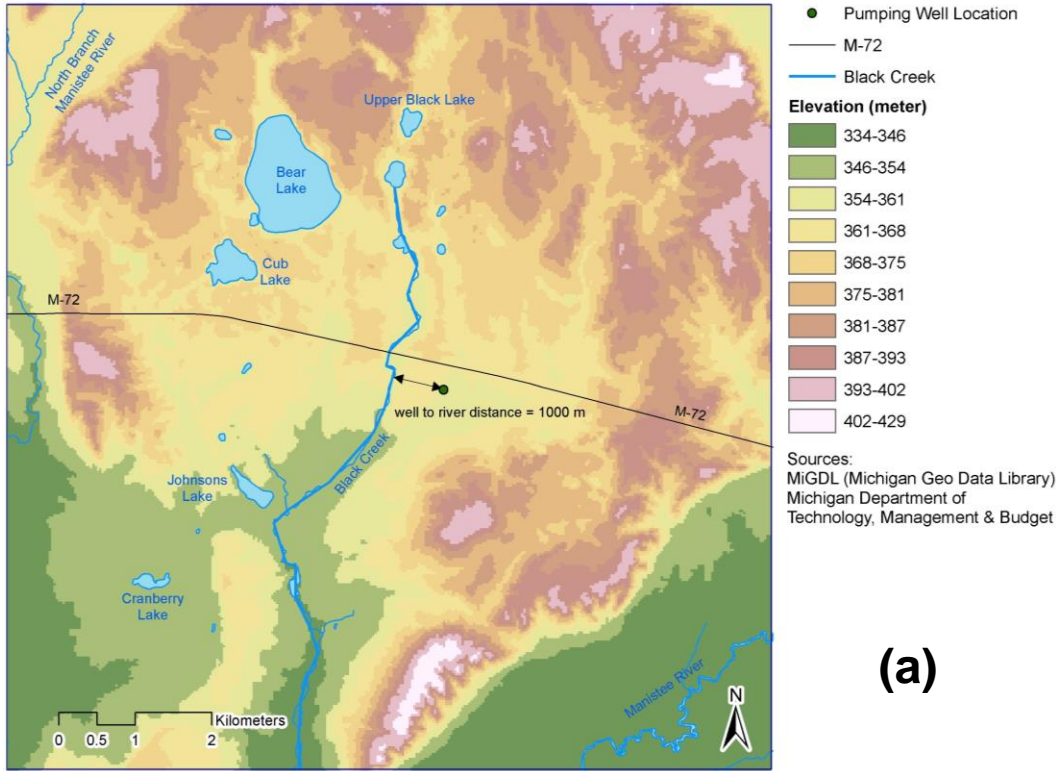 North Branch
Manistee River
Upper Black Lake
Bear
Lake
Cub
Lake
M-72
well to river distance = 1000 m
M-72
Black Creek
Johnsons
Lake
Cranberry
Lake
Manistee River
Kilometers
0 0.5 1 2
N
Pumping Well Location
M-72
Black Creek
Elevation (meter)
334-346
346-354
354-361
361-368
368-375
375-381
381-387
387-393
393-402
402-429
Sources:
MiGDL (Michigan Geo Data Library)
Michigan Department of
Technology, Management & Budget
(a)